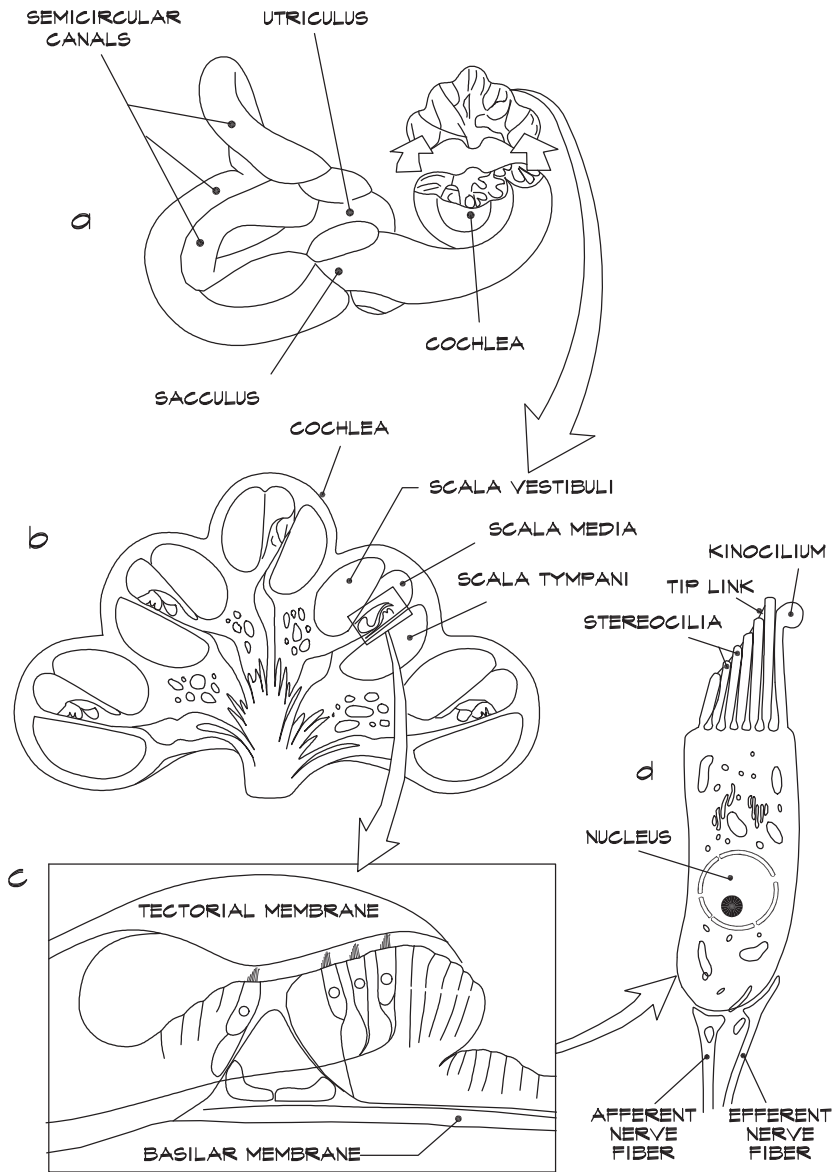 SEMICIRCULAR
CANALS
UTRICULUS
a
COCHLEA
SACCULUS
COCHLEA
b
SCALA VESTIBULI
SCALA MEDIA
SCALA TYMPANI
KINOCILIUM
TIP LINK
STEREOCILIA
d
NUCLEUS
c
TECTORIAL MEMBRANE
BASILAR MEMBRANE
AFFERENT
NERVE
FIBER
EFFERENT
NERVE
FIBER